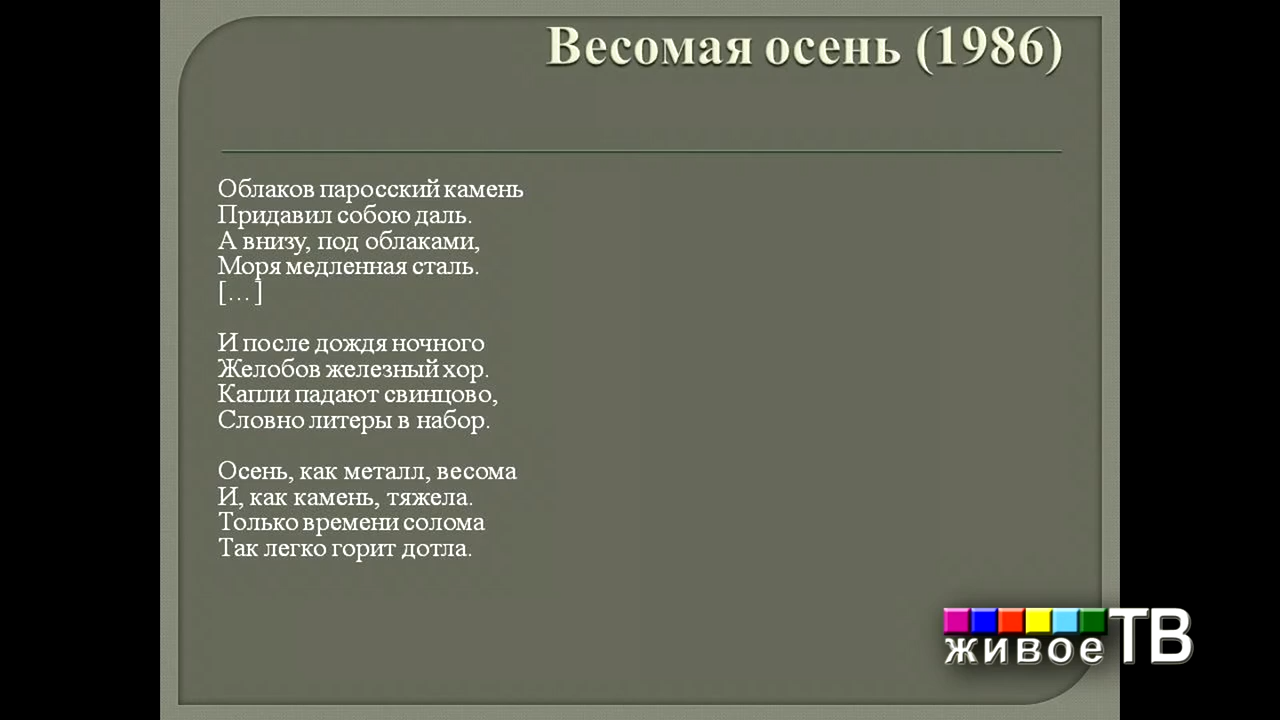 Весомая осень (1986)
Облаков паросский камень
Придавил собою даль.
А внизу, под облаками,
Моря медленная сталь.
[…]
И после дождя ночного
Желобов железный хор.
Капли падают свинцово,
Словно литеры в набор.
Осень, как металл, весома
И, как камень, тяжела.
Только времени солома
Так легко горит дотла.
живое ТВ